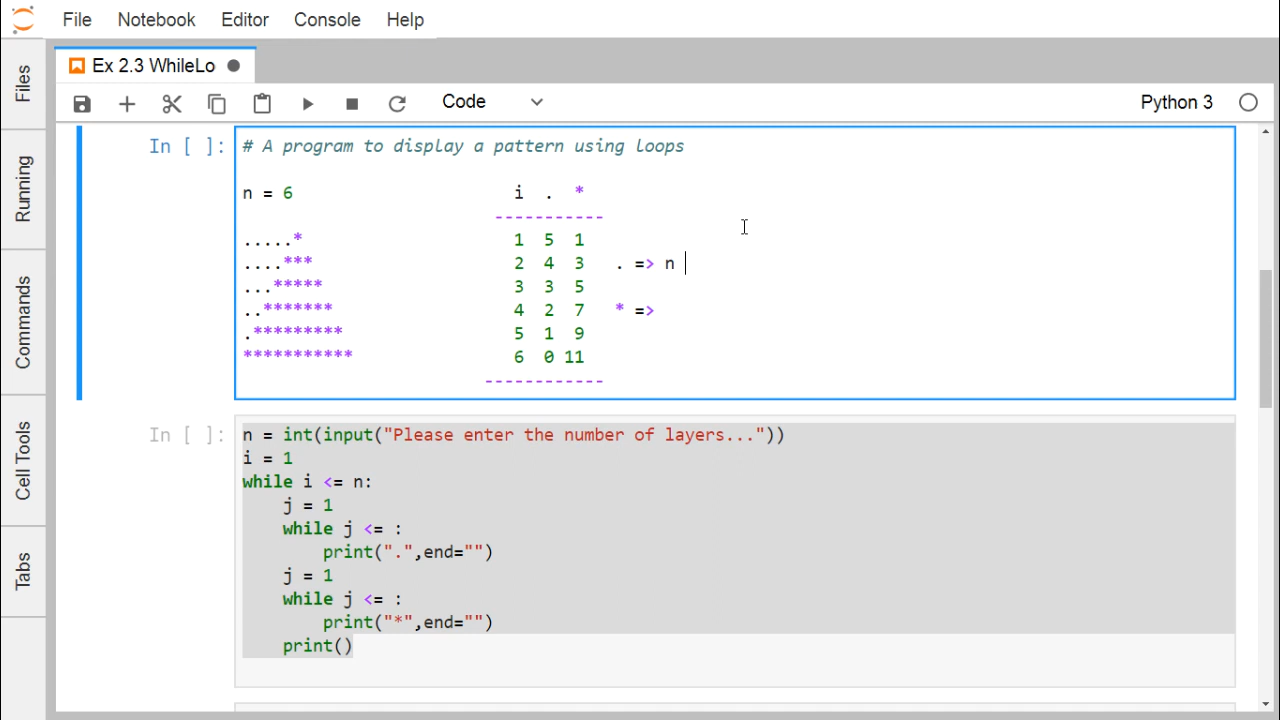 File Notebook Editor Console Help
Ex 2.3 WhileLo
Code Python 3
Files
Running
Commands
Cell Tools
Tabs
In [ ]: # A program to display a pattern using loops
n = 6 i . *
-----------
.....* 1 5 1
....*** 2 4 3 . => n
...***** 3 3 5
..******* 4 2 7 * =>
.********* 5 1 9
*********** 6 0 11
------------
In [ ]: n = int(input("Please enter the number of layers..."))
i = 1
while i <= n:
    j = 1
    while j <= :
        print(".",end="")
    j = 1
    while j <= :
        print("*",end="")
    print()